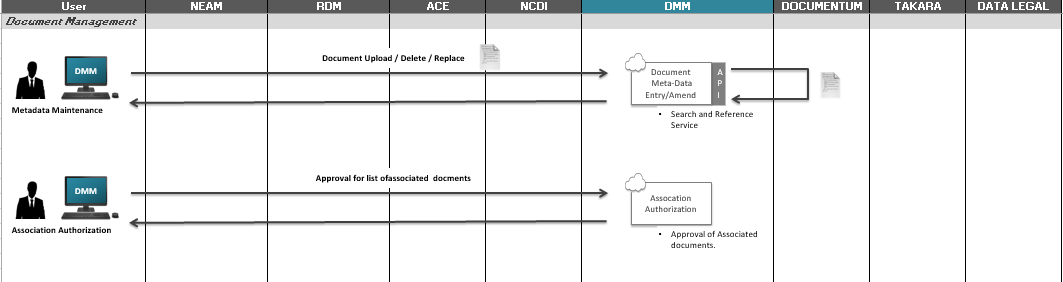 User NEAM RDM ACE NCDI DMM DOCUMENTUM TAKARA DATA LEGAL
Document Management
Document Upload / Delete / Replace
DMM
Document
Meta-Data
Entry/Amend
A
P
I
Metadata Maintenance
• Search and Reference
Service
Approval for list ofassociated docments
DMM
Assocation
Authorization
Association Authorization
• Approval of Associated
documents.